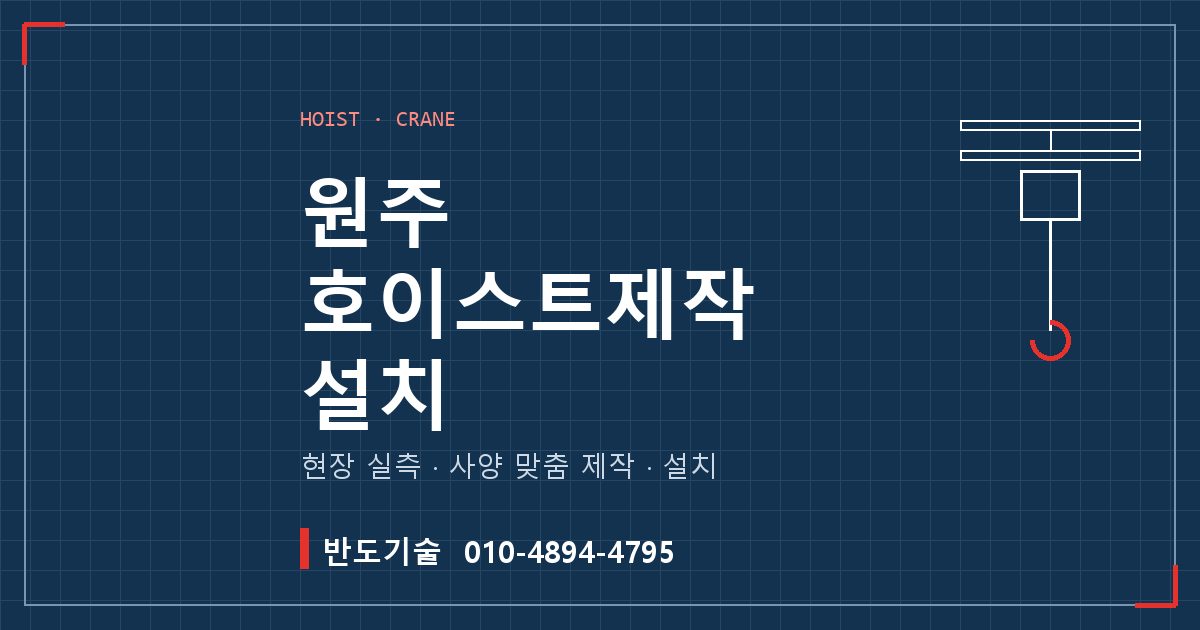 HOIST · CRANE
원주
호이스트제작
설치
현장 실측 · 사양 맞춤 제작 · 설치
반도기술 010-4894-4795